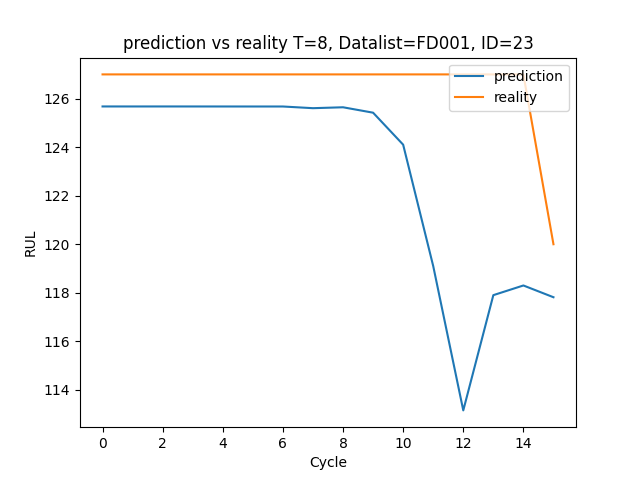 prediction vs reality T=8, Datalist=FD001, ID=23
prediction
reality
126
124
122
120
118
116
114
RUL
0 2 4 6 8 10 12 14
Cycle